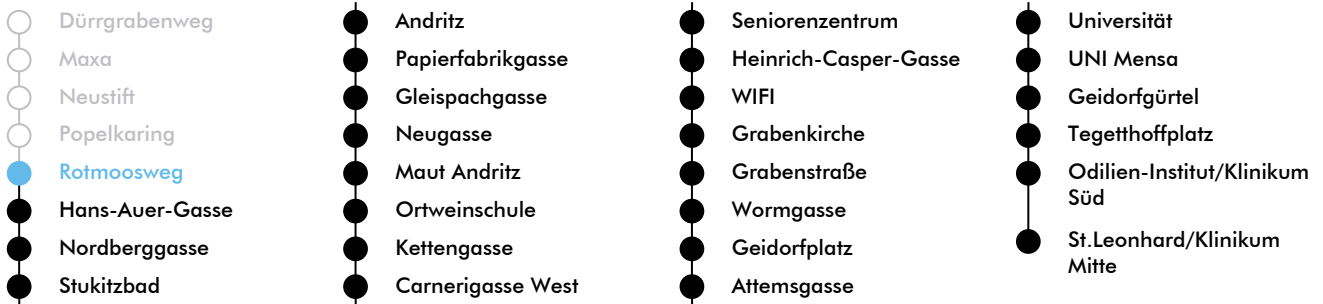 Dürrgrabenweg
Maxa
Neustift
Popelkaring
Rotmoosweg
Hans-Auer-Gasse
Nordberggasse
Stukitzbad
Andritz
Papierfabrikgasse
Gleispachgasse
Neugasse
Maut Andritz
Ortweinschule
Kettengasse
Carnerigasse West
Seniorenzentrum
Heinrich-Casper-Gasse
WIFI
Grabenkirche
Grabenstraße
Wormgasse
Geidorfplatz
Attemsgasse
Universität
UNI Mensa
Geidorfgürtel
Tegetthoffplatz
Odilien-Institut/Klinikum
Süd
St.Leonhard/Klinikum
Mitte